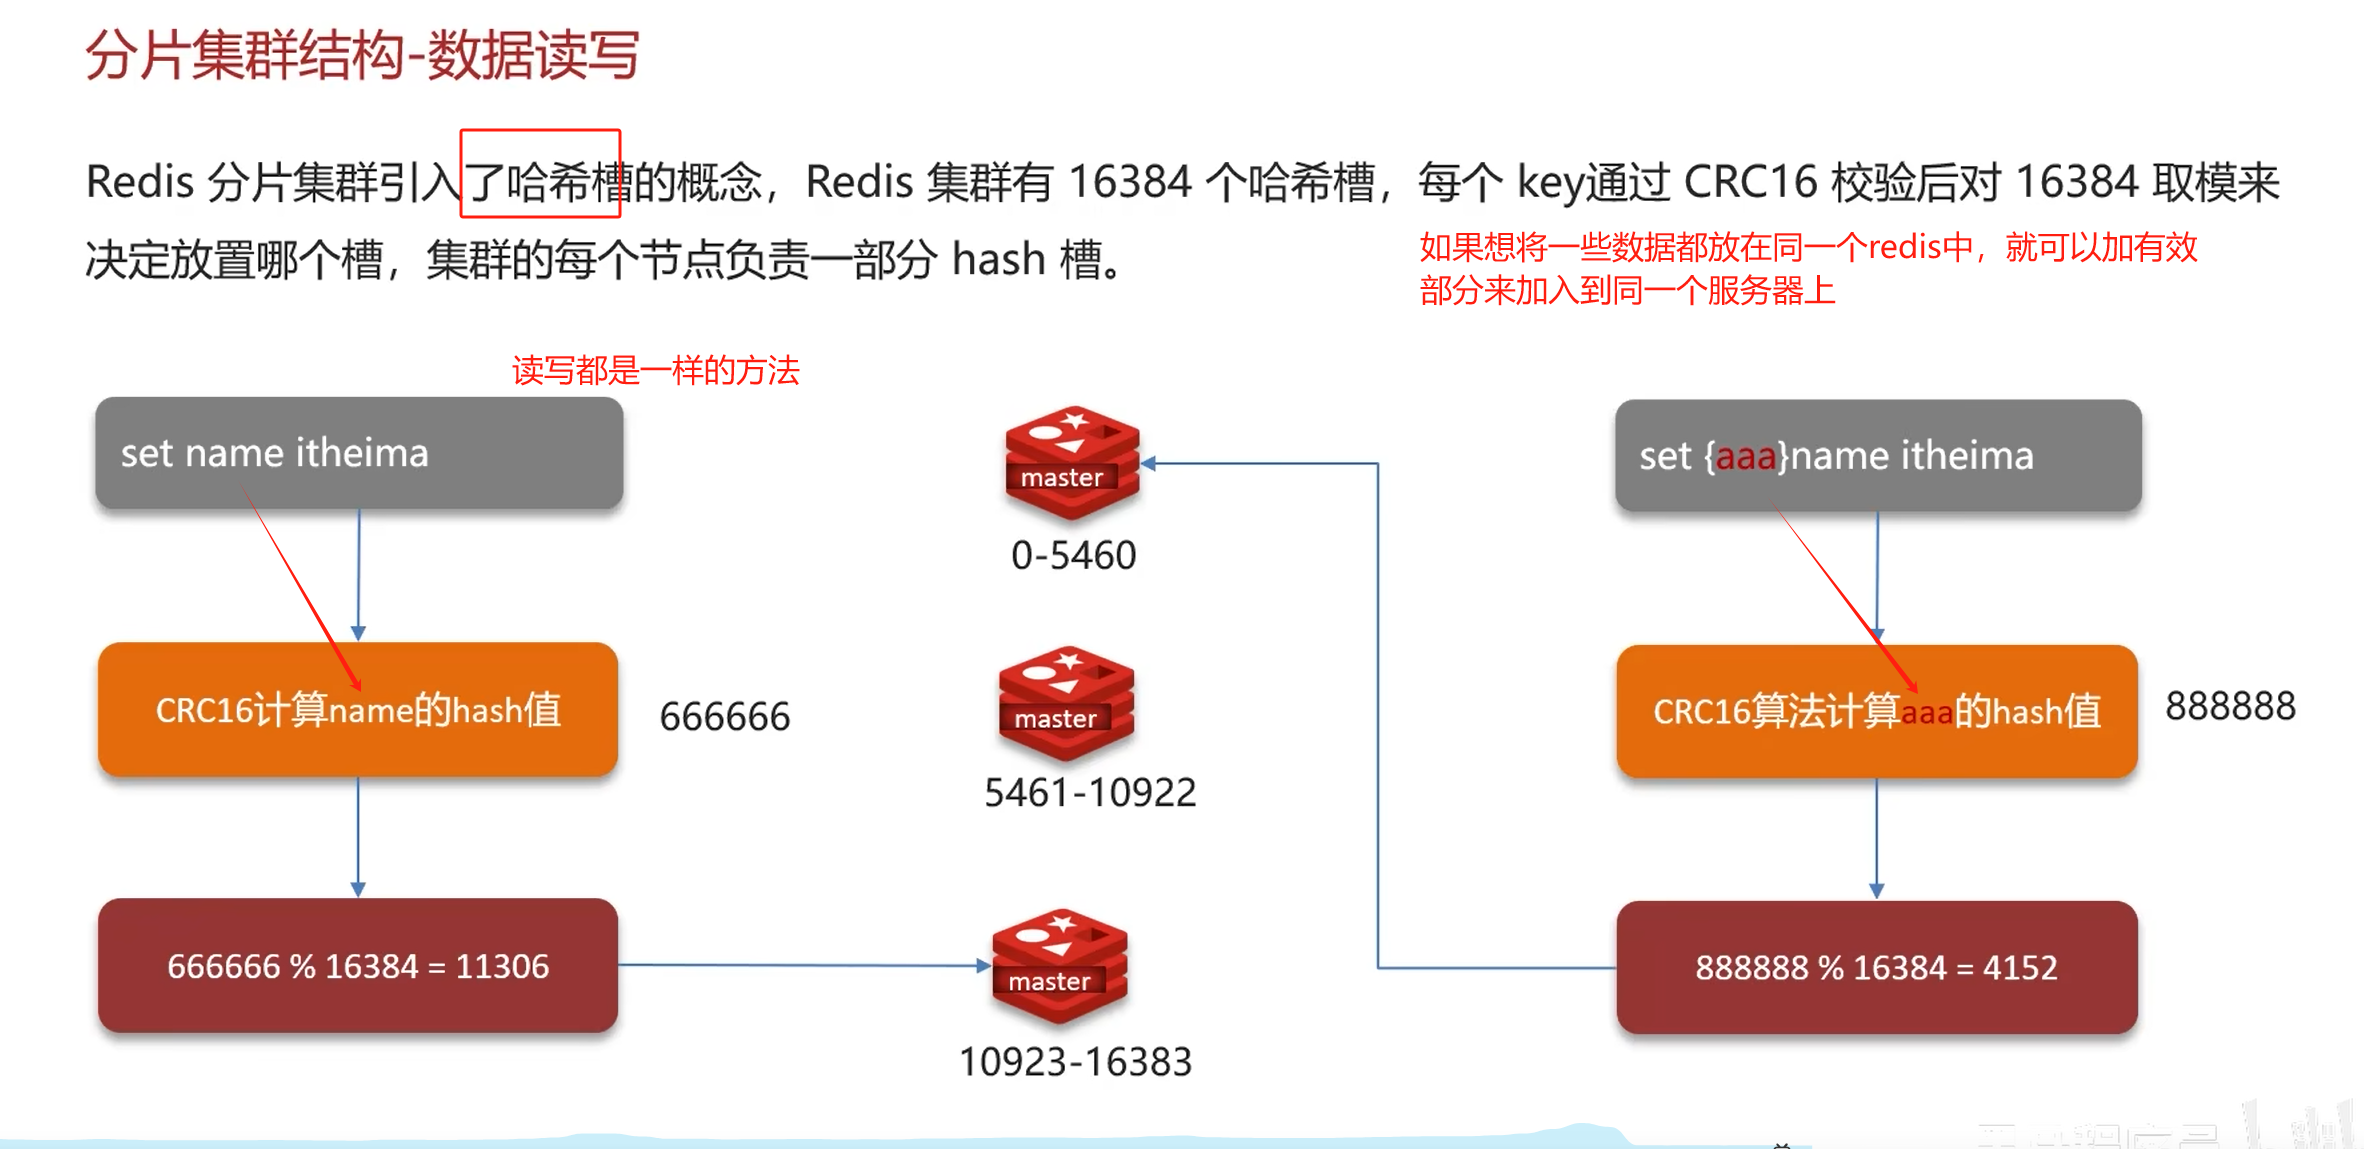 分片集群结构-数据读写
Redis 分片集群引入了哈希槽的概念，Redis 集群有 16384 个哈希槽，每个 key通过 CRC16 校验后对 16384 取模来
决定放置哪个槽，集群的每个节点负责一部分 hash 槽。
如果想将一些数据都放在同一个redis中，就可以加有效
部分来加入到同一个服务器上
读写都是一样的方法
set name itheima
master
0-5460
set {aaa}name itheima
CRC16计算name的hash值
666666
master
5461-10922
CRC16算法计算aaa的hash值
888888
666666 % 16384 = 11306
master
10923-16383
888888 % 16384 = 4152